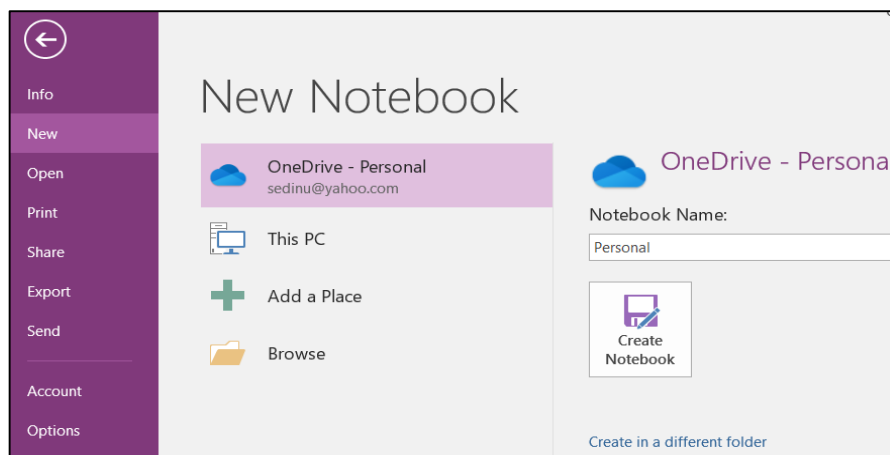 Info
New
Open
Print
Share
Export
Send
Account
Options
New Notebook
OneDrive - Personal
sedinu@yahoo.com
This PC
Add a Place
Browse
OneDrive - Persona
Notebook Name:
Personal
Create
Notebook
Create in a different folder